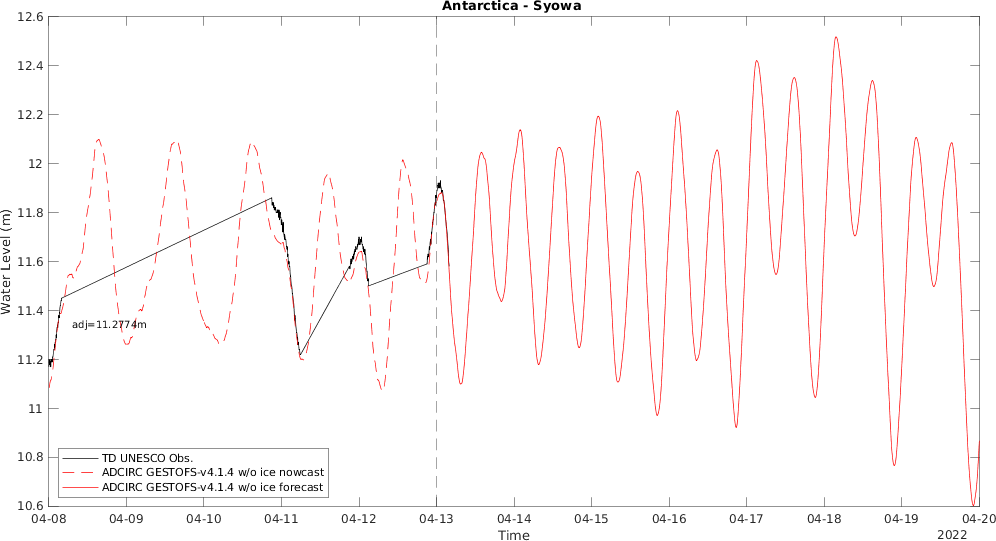 Antarctica - Syowa
12.6
12.4
12.2
12
11.8
11.6
11.4
11.2
11
10.8
10.6
Water Level (m)
adj=11.2774m
TD UNESCO Obs.
ADCIRC GESTOFS-v4.1.4 w/o ice nowcast
ADCIRC GESTOFS-v4.1.4 w/o ice forecast
04-08 04-09 04-10 04-11 04-12 04-13 04-14 04-15 04-16 04-17 04-18 04-19 04-20
Time
2022